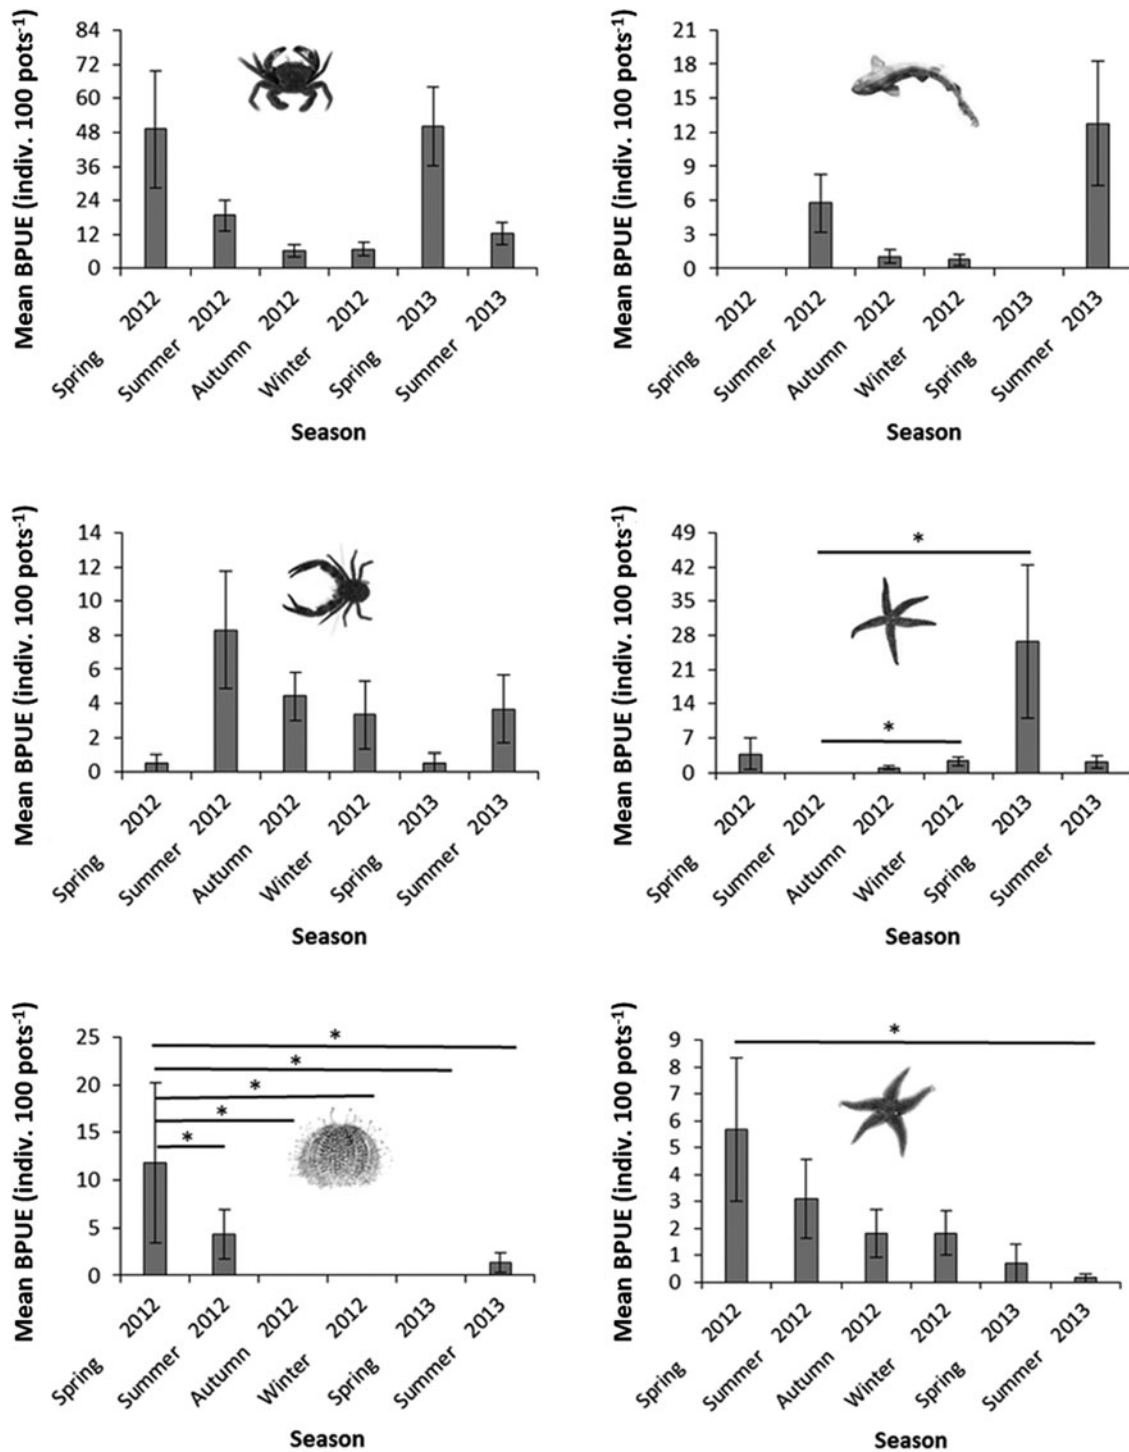 Mean BPUE (indiv. 100 pots-1)
84
72
60
48
36
24
12
0
Spring 2012
Summer 2012
Autumn 2012
Winter 2012
Spring 2013
Summer 2013
Season
Mean BPUE (indiv. 100 pots-1)
21
18
15
12
9
6
3
0
Spring 2012
Summer 2012
Autumn 2012
Winter 2012
Spring 2013
Summer 2013
Season
Mean BPUE (indiv. 100 pots-1)
14
12
10
8
6
4
2
0
Spring 2012
Summer 2012
Autumn 2012
Winter 2012
Spring 2013
Summer 2013
Season
Mean BPUE (indiv. 100 pots-1)
49
42
35
28
21
14
7
0
*
*
Spring 2012
Summer 2012
Autumn 2012
Winter 2012
Spring 2013
Summer 2013
Season
Mean BPUE (indiv. 100 pots-1)
25
20
15
10
5
0
*
*
*
*
*
Spring 2012
Summer 2012
Autumn 2012
Winter 2012
Spring 2013
Summer 2013
Season
Mean BPUE (indiv. 100 pots-1)
9
8
7
6
5
4
3
2
1
0
*
Spring 2012
Summer 2012
Autumn 2012
Winter 2012
Spring 2013
Summer 2013
Season